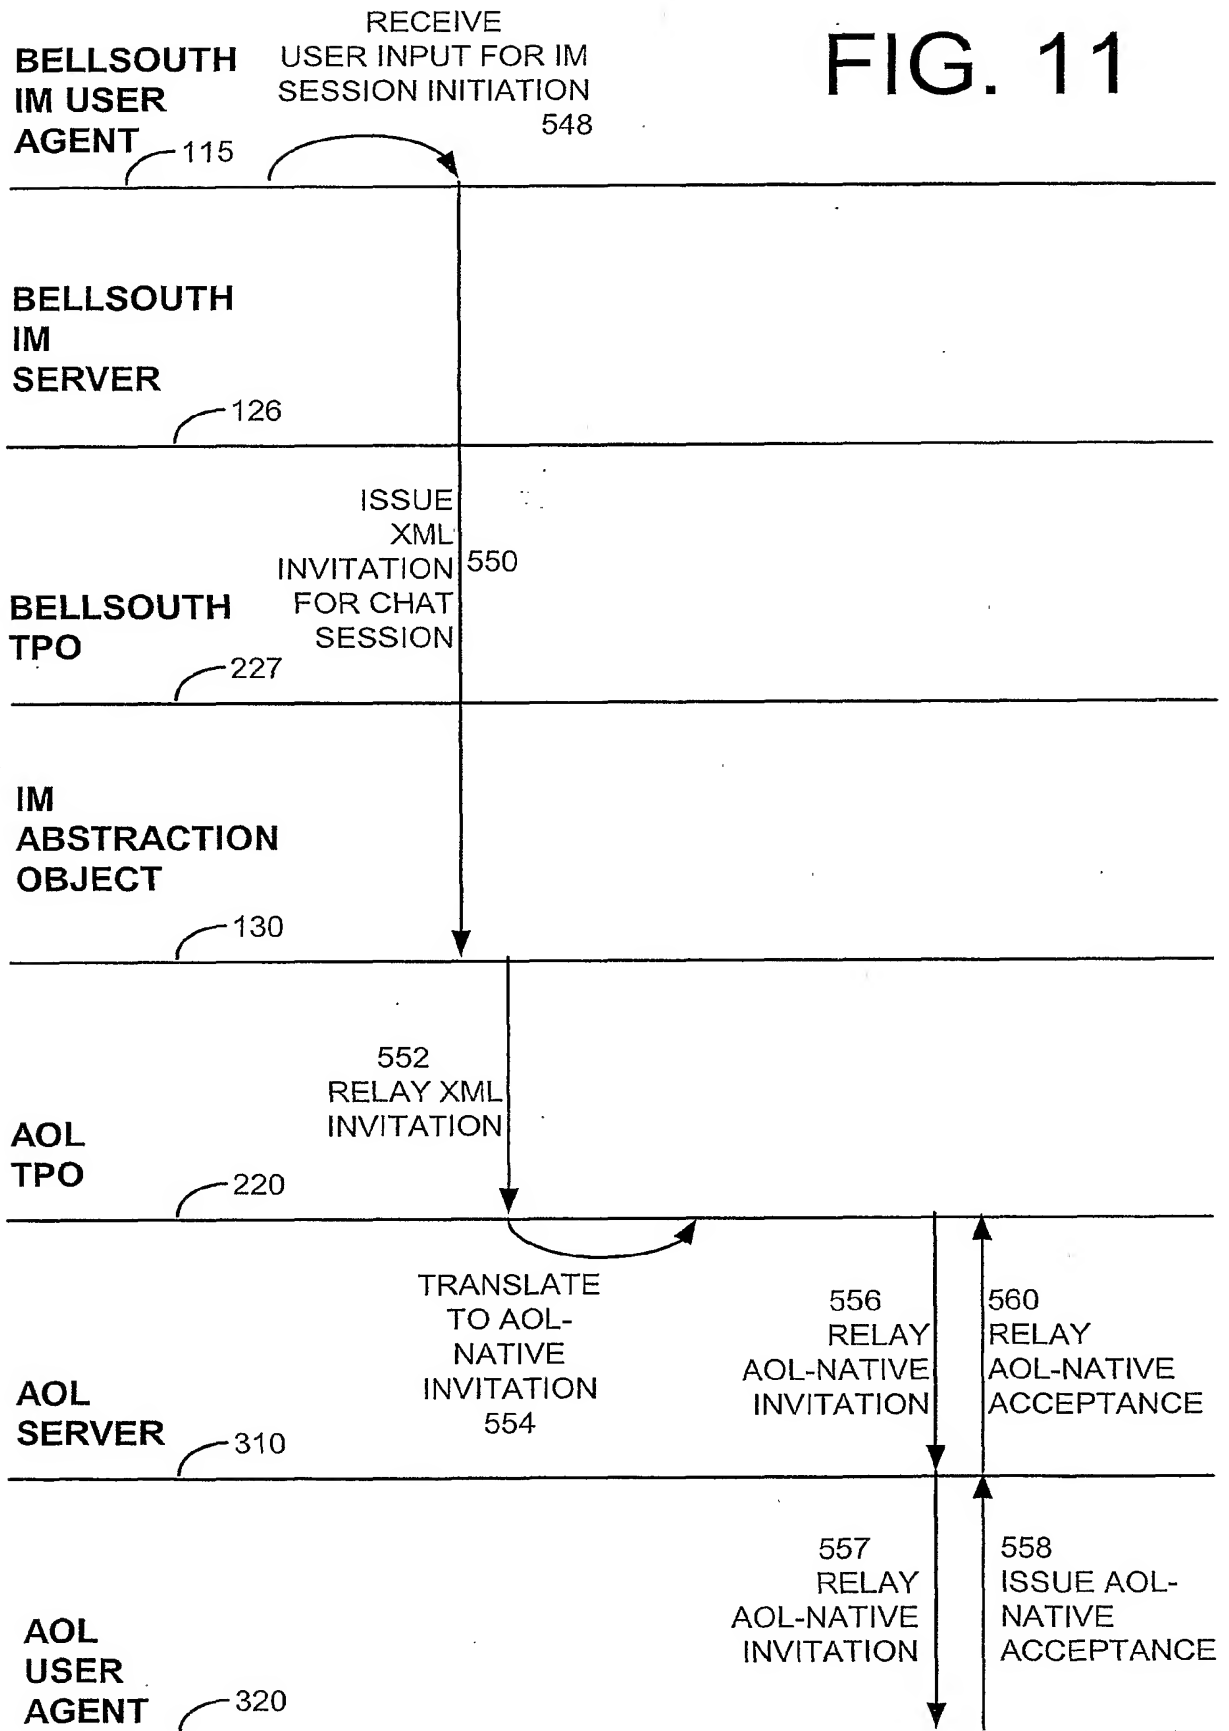 FIG. 11
RECEIVE
USER INPUT FOR IM
SESSION INITIATION
548
BELLSOUTH
IM USER
AGENT
115
BELLSOUTH
IM
SERVER
126
ISSUE
XML
INVITATION
FOR CHAT
SESSION
550
BELLSOUTH
TPO
227
IM
ABSTRACTION
OBJECT
130
552
RELAY XML
INVITATION
AOL
TPO
220
TRANSLATE
TO AOL-
NATIVE
INVITATION
554
556
RELAY
AOL-NATIVE
INVITATION
560
RELAY
AOL-NATIVE
ACCEPTANCE
AOL
SERVER
310
557
RELAY
AOL-NATIVE
INVITATION
558
ISSUE AOL-
NATIVE
ACCEPTANCE
AOL
USER
AGENT
320